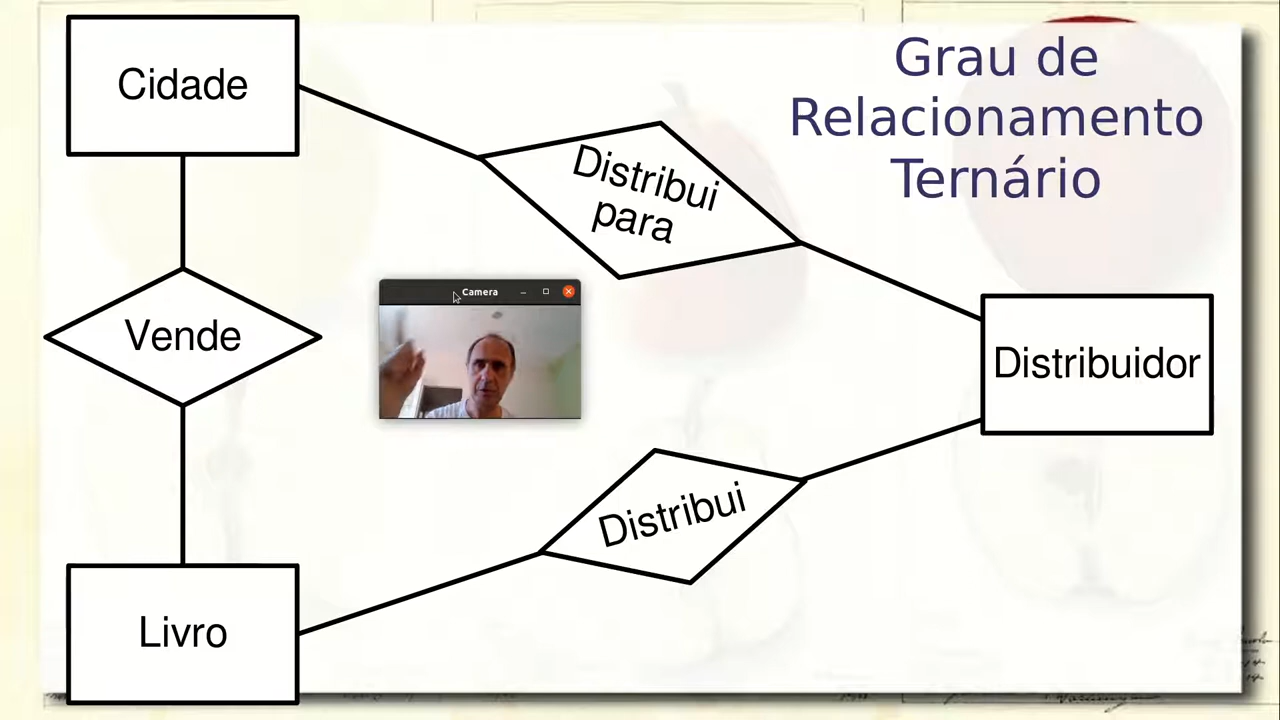 Grau de
Relacionamento
Ternário
Cidade
Distribui
para
Vende
Camera
Distribuidor
Distribui
Livro